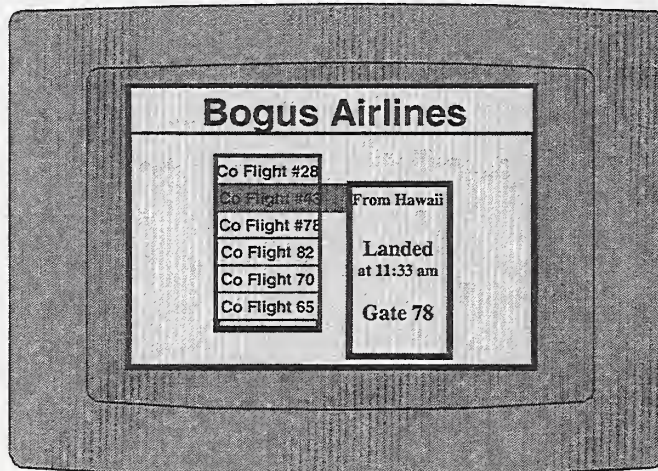 Bogus Airlines
Co Flight #28
Co Flight #43
Co Flight #78
Co Flight 82
Co Flight 70
Co Flight 65
From Hawaii
Landed
at 11:33 am
Gate 78